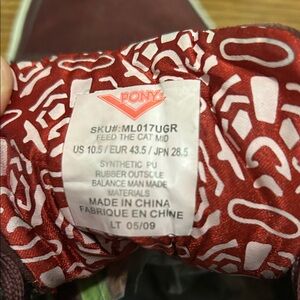 PONY
SKU#:ML017UGR
FEED THE CAT MID
US 10.5 / EUR 43.5 / JPN 28.5
SYNTHETIC PU
RUBBER OUTSOLE
BALANCE MAN MADE
MATERIALS
MADE IN CHINA
FABRIQUE EN CHINE
LT 05/09